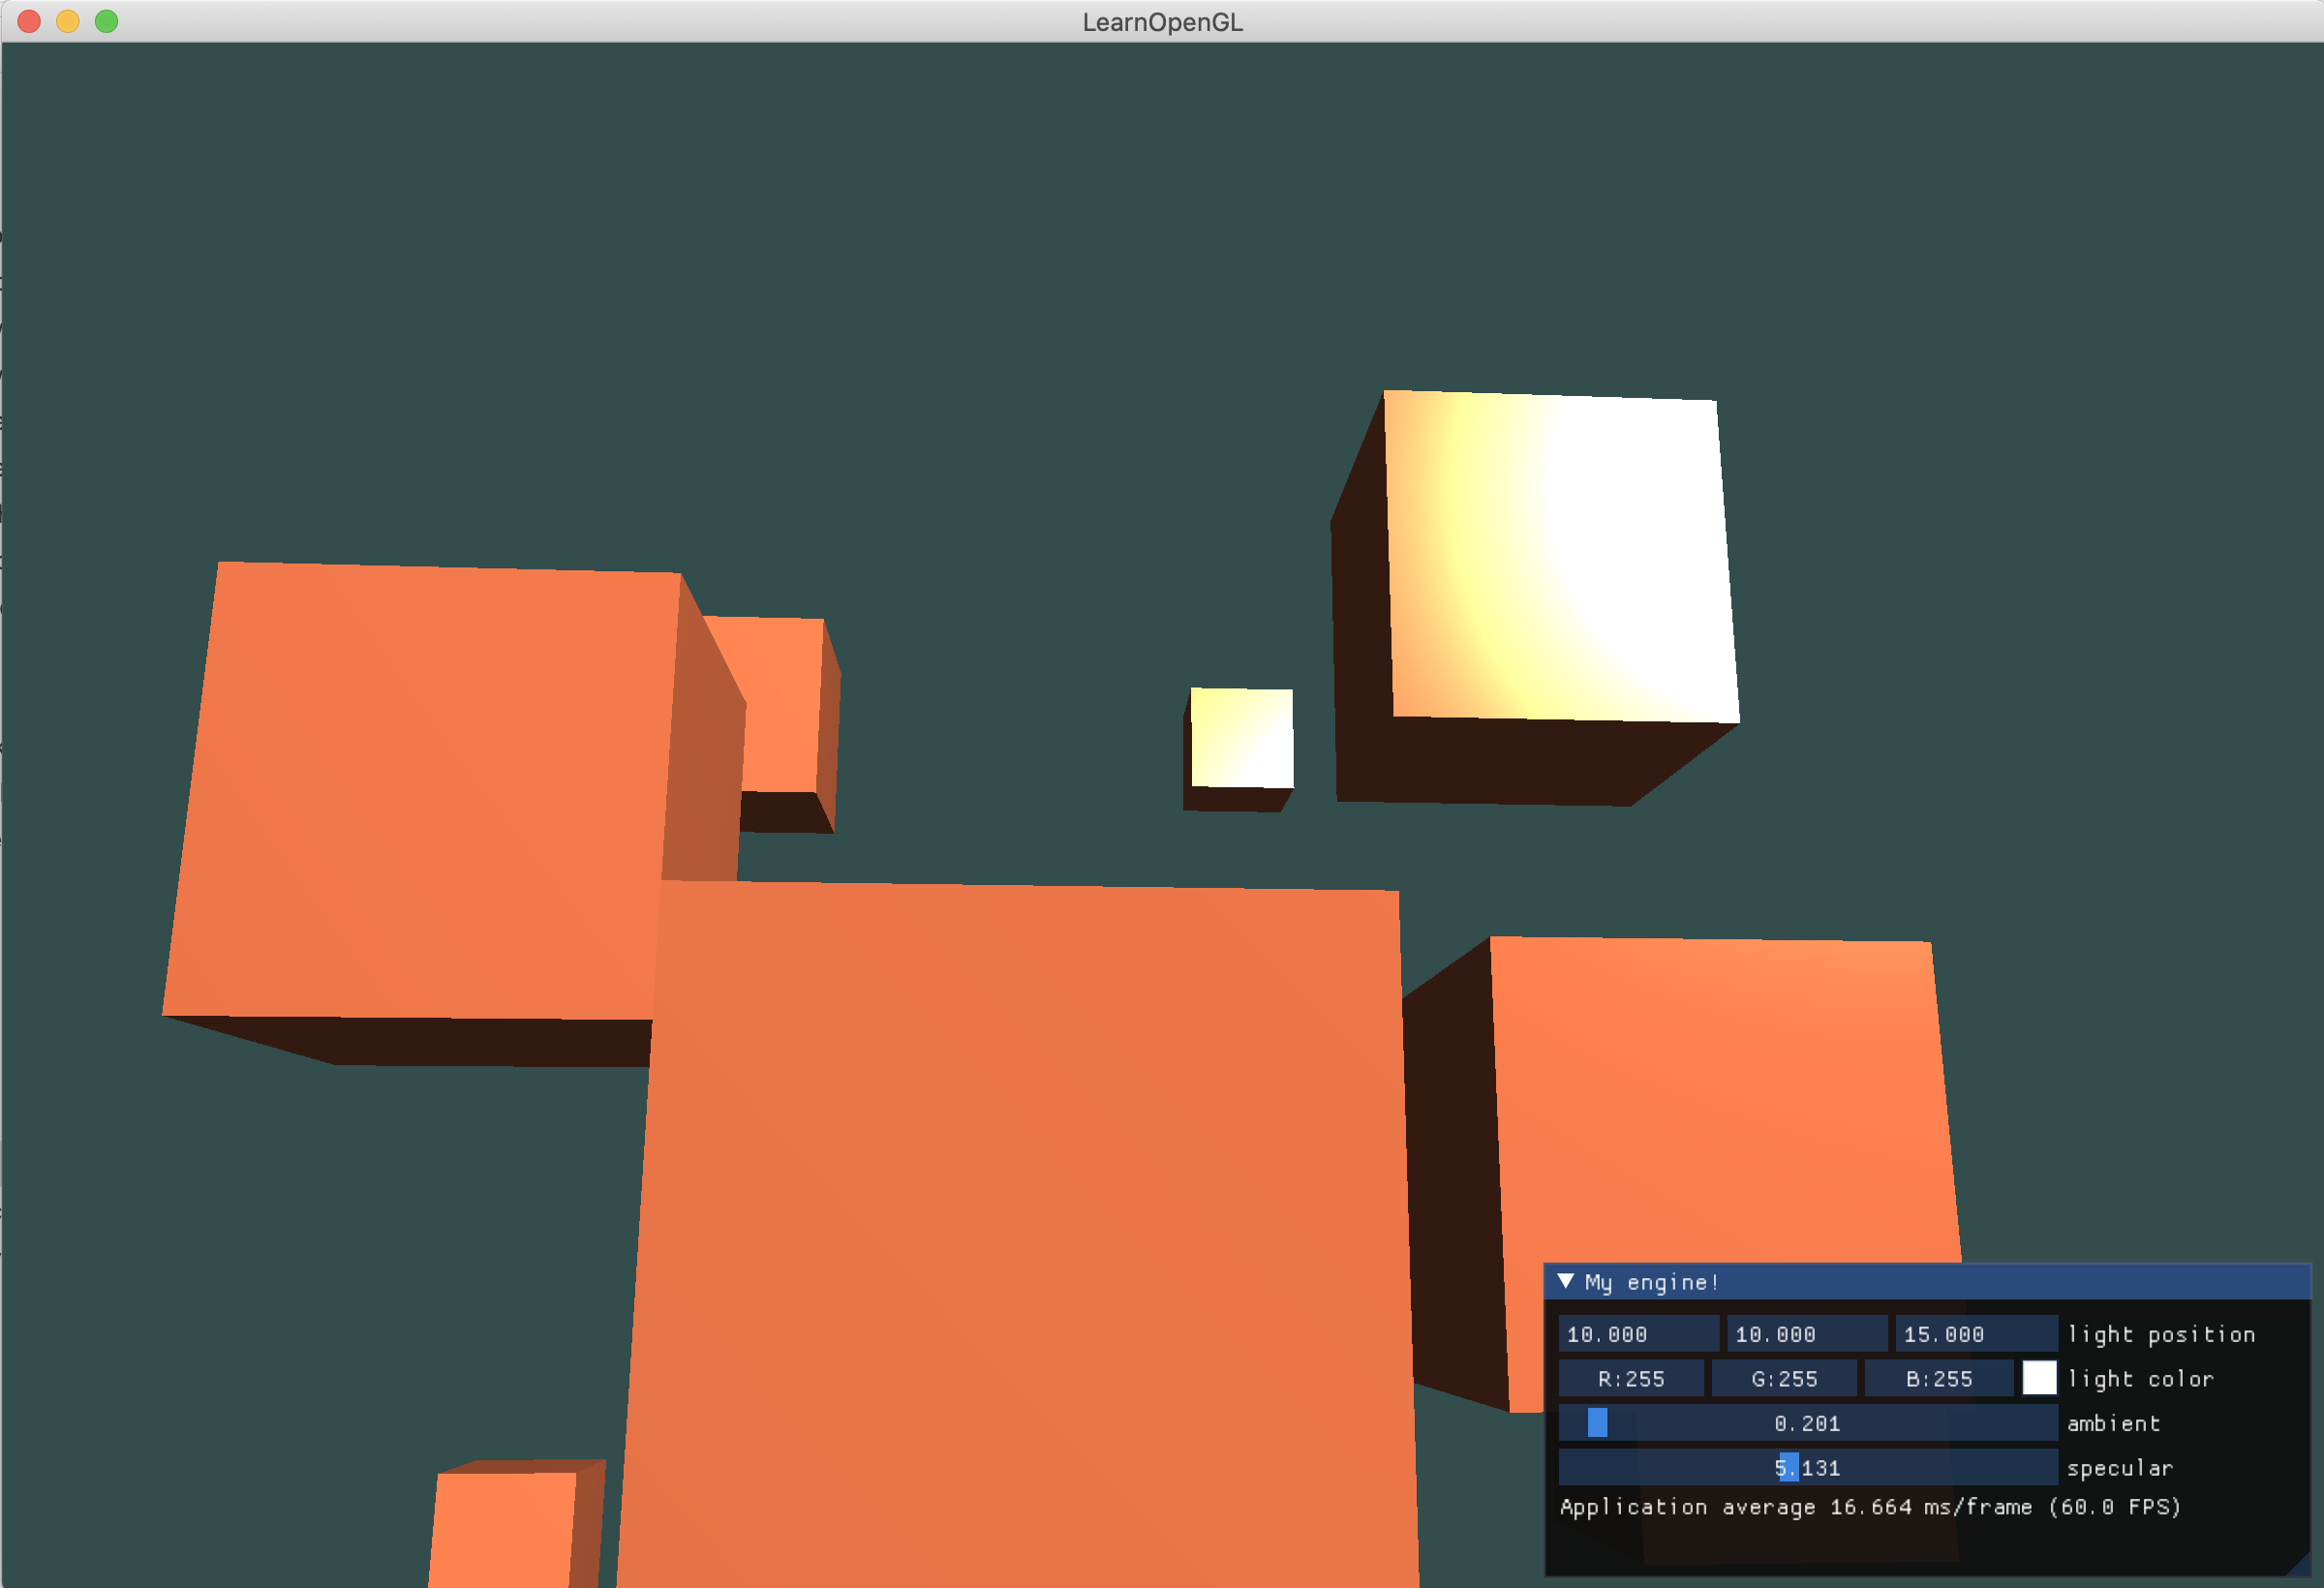 LearnOpenGL
My engine!
10.000 10.000 15.000 light position
R:255 G:255 B:255 light color
0.201 ambient
5.131 specular
Application average 16.664 ms/frame (60.0 FPS)